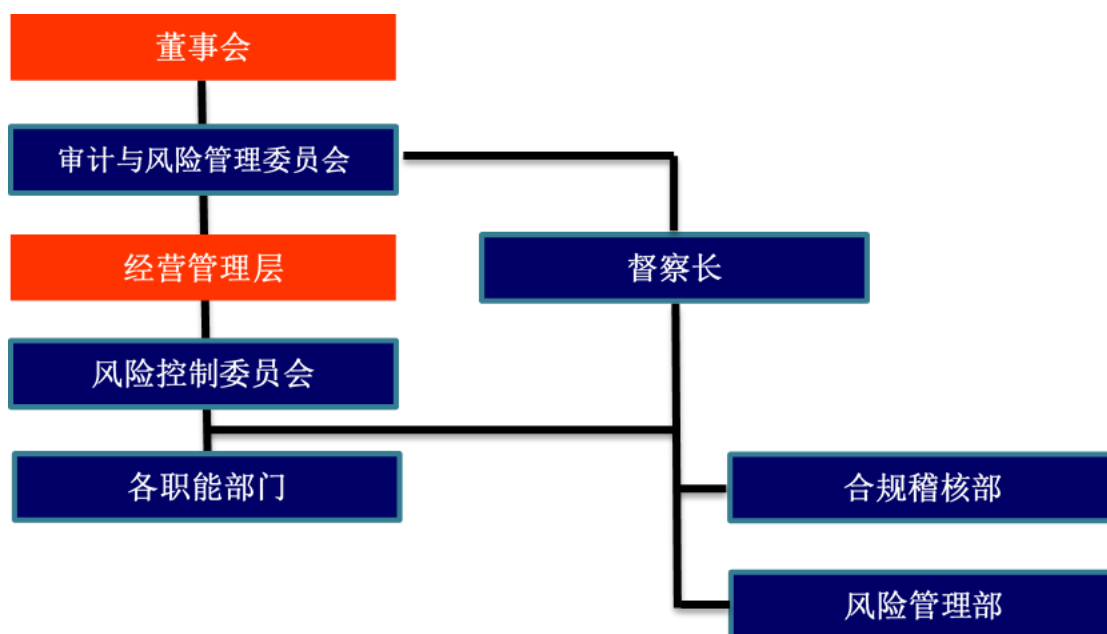 董事会
审计与风险管理委员会
经营管理层
督察长
风险控制委员会
各职能部门
合规稽核部
风险管理部